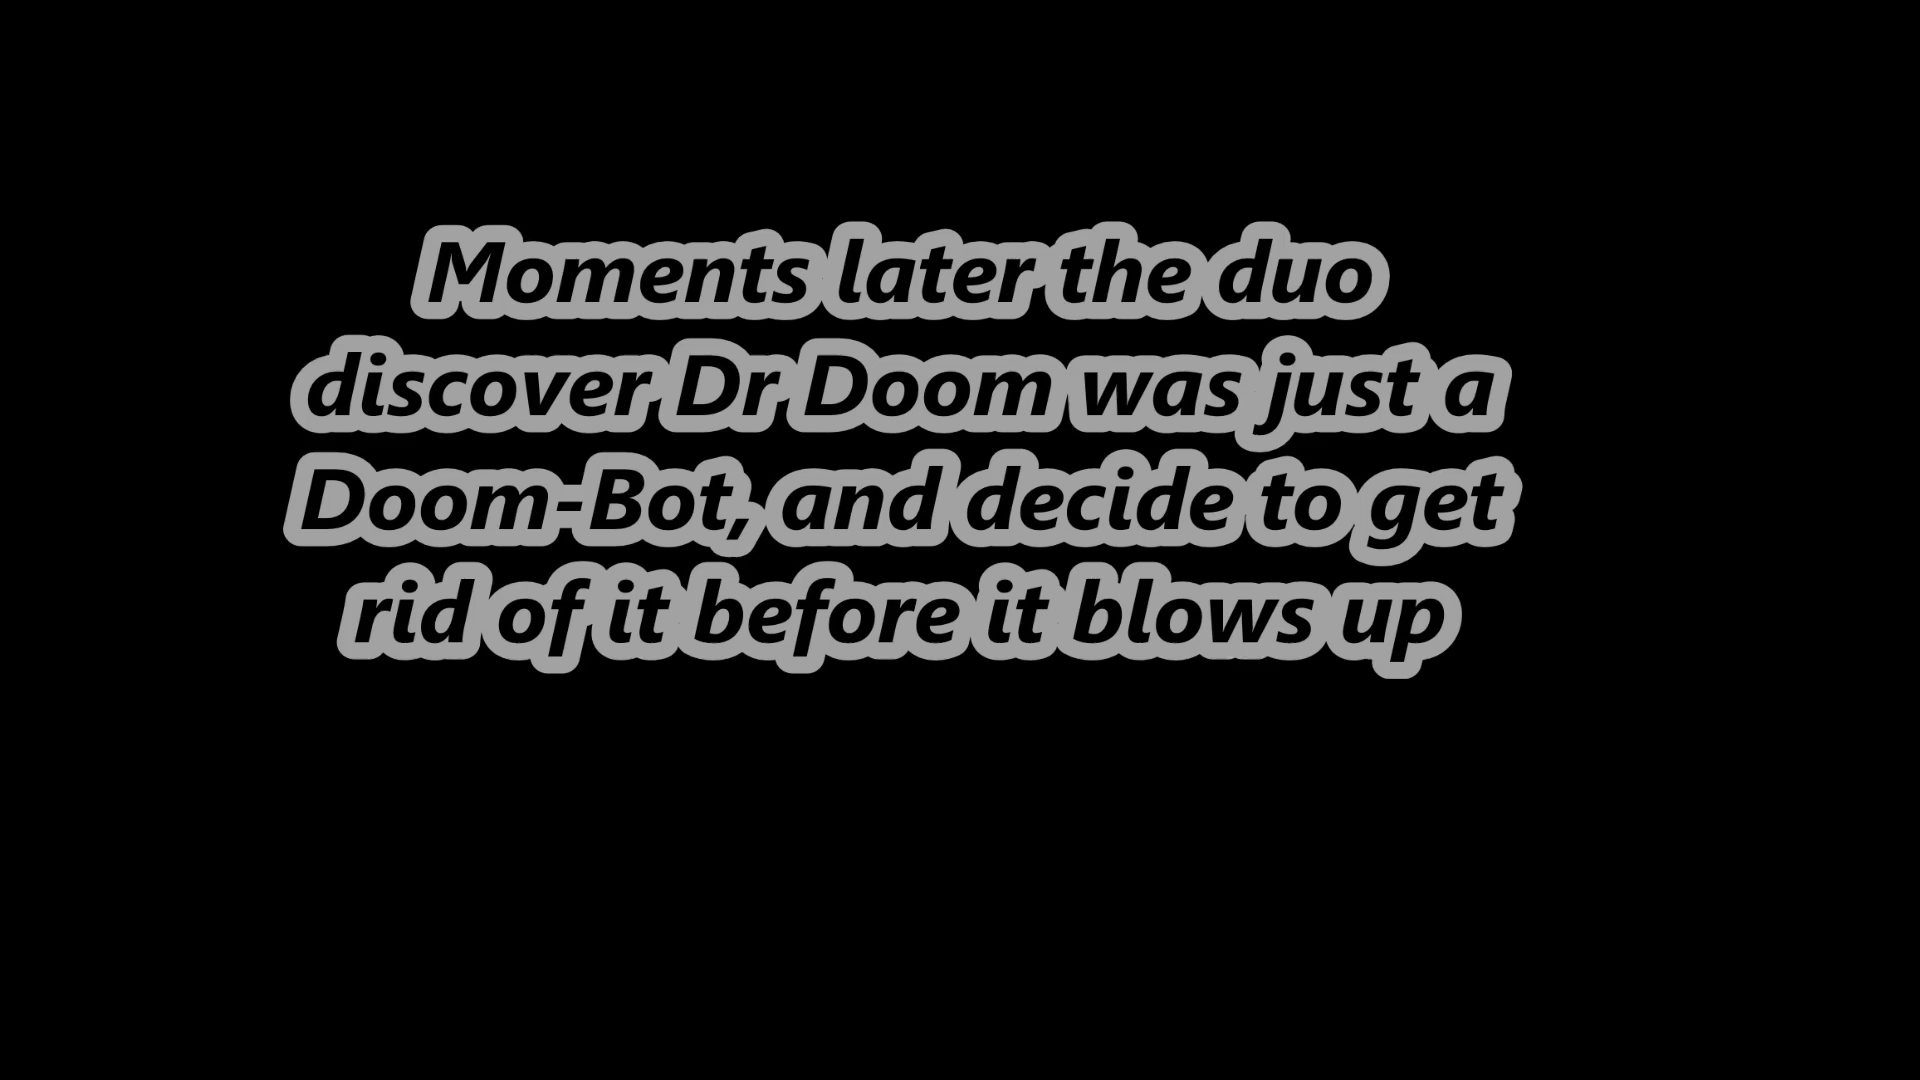 Moments later the duo
discover Dr Doom was just a
Doom-Bot, and decide to get
rid of it before it blows up